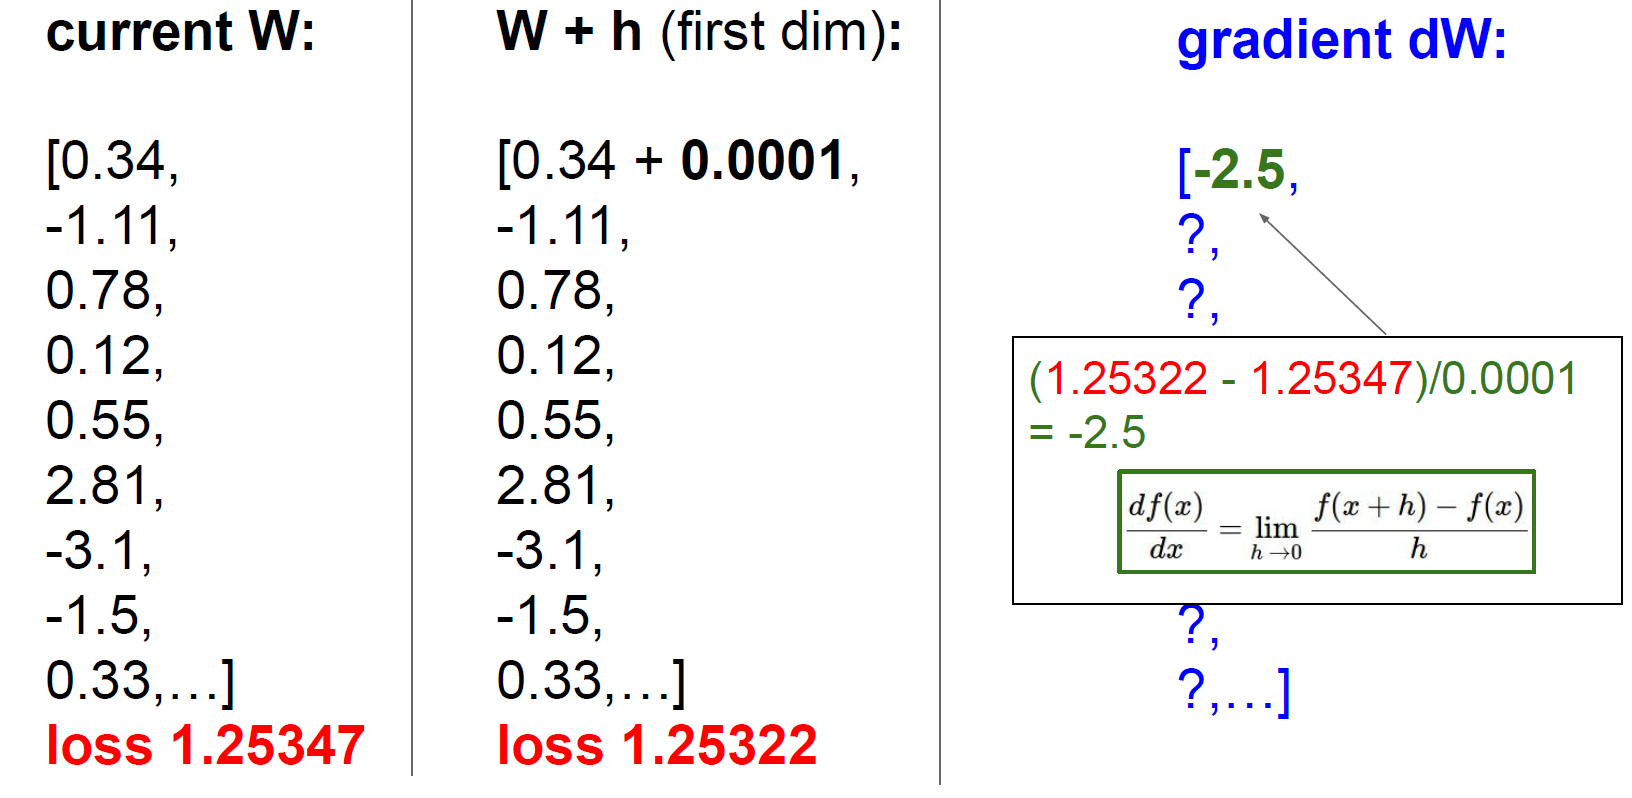 current W:
[0.34,
-1.11,
0.78,
0.12,
0.55,
2.81,
-3.1,
-1.5,
0.33,…]
loss 1.25347
W + h (first dim):
[0.34 + 0.0001,
-1.11,
0.78,
0.12,
0.55,
2.81,
-3.1,
-1.5,
0.33,…]
loss 1.25322
gradient dW:
[-2.5,
?,
?,
(1.25322 - 1.25347)/0.0001
= -2.5
df(x)/dx = lim h→0 f(x + h) − f(x)/h
?,
?,…]